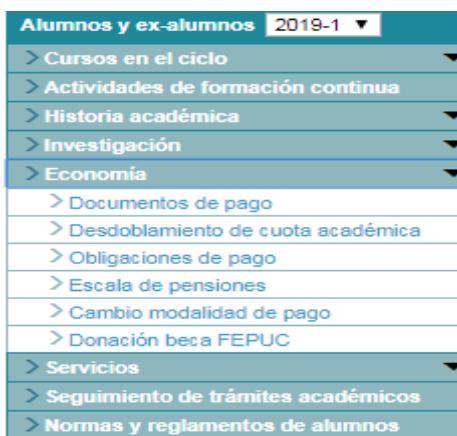 Alumnos y ex-alumnos 2019-1
Cursos en el ciclo
Actividades de formación continua
Historia académica
Investigación
Economía
Documentos de pago
Desdoblamiento de cuota académica
Obligaciones de pago
Escala de pensiones
Cambio modalidad de pago
Donación beca FEPUC
Servicios
Seguimiento de trámites académicos
Normas y reglamentos de alumnos